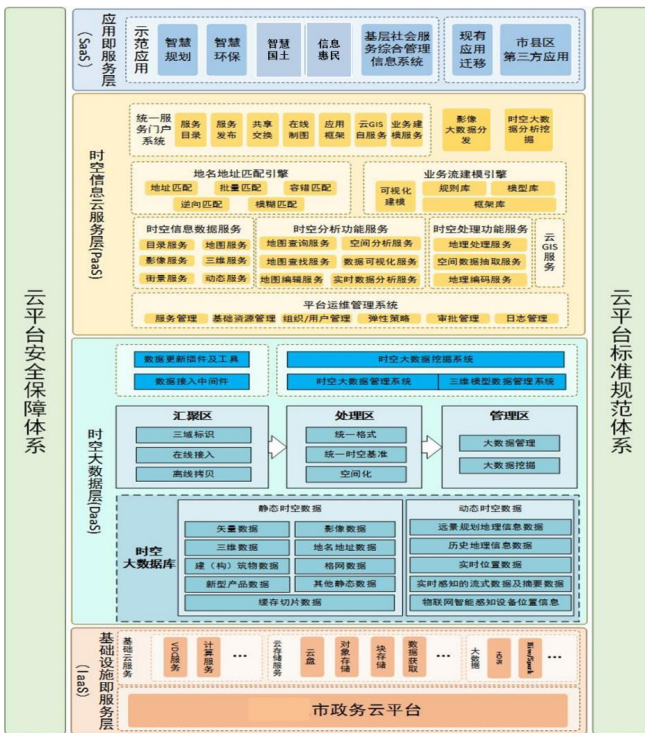 云平台安全保障体系
应用即服务层
(SaaS)
示范应用
智慧
规划
智慧
环保
智慧
国土
信息
惠民
基层社会服
务综合管理
信息系统
现有
应用
迁移
市县区
第三方应用
时空信息云服务层(PaaS)
统一服
务门户
系统
服务
目录
服务
发布
共享
交换
在线
制图
应用
框架
云GIS
自服务
业务建
模服务
影像
大数据分
发
时空大数
据分析挖
掘
地名地址匹配引擎
地址匹配
批量匹配
容错匹配
逆向匹配
模糊匹配
业务流建模引擎
可视化
建模
规则库
模型库
框架库
时空信息数据服务
目录服务
地图服务
影像服务
三维服务
街景服务
动态服务
时空分析功能服务
地图查询服务
空间分析服务
地图查找服务
数据可视化服务
地图编辑服务
实时数据分析服务
时空处理功能服务
地理处理服务
空间数据抽取服务
地理编码服务
云GIS服务
平台运维管理系统
服务管理
基础资源管理
组织/用户管理
弹性策略
审批管理
日志管理
时空大数据层(DaaS)
数据更新插件及工具
数据接入中间件
时空大数据挖掘系统
时空大数据管理系统
三维模型数据管理系统
汇聚区
三域标识
在线接入
离线拷贝
处理区
统一格式
统一时空基准
空间化
管理区
大数据管理
大数据挖掘
时空
大数据库
静态时空数据
矢量数据
影像数据
三维数据
地名地址数据
建（构）筑物数据
格网数据
新型产品数据
其他静态数据
缓存切片数据
动态时空数据
远景规划地理信息数据
历史地理信息数据
实时位置数据
实时感知的流式数据及摘要数据
物联网智能感知设备位置信息
基础设施即服务层
(IaaS)
基础云服务
计算服务
…
云存储服务
云盘
对象存储
块存储
数据获取
…
大数据
…
市政务云平台
云平台标准规范体系